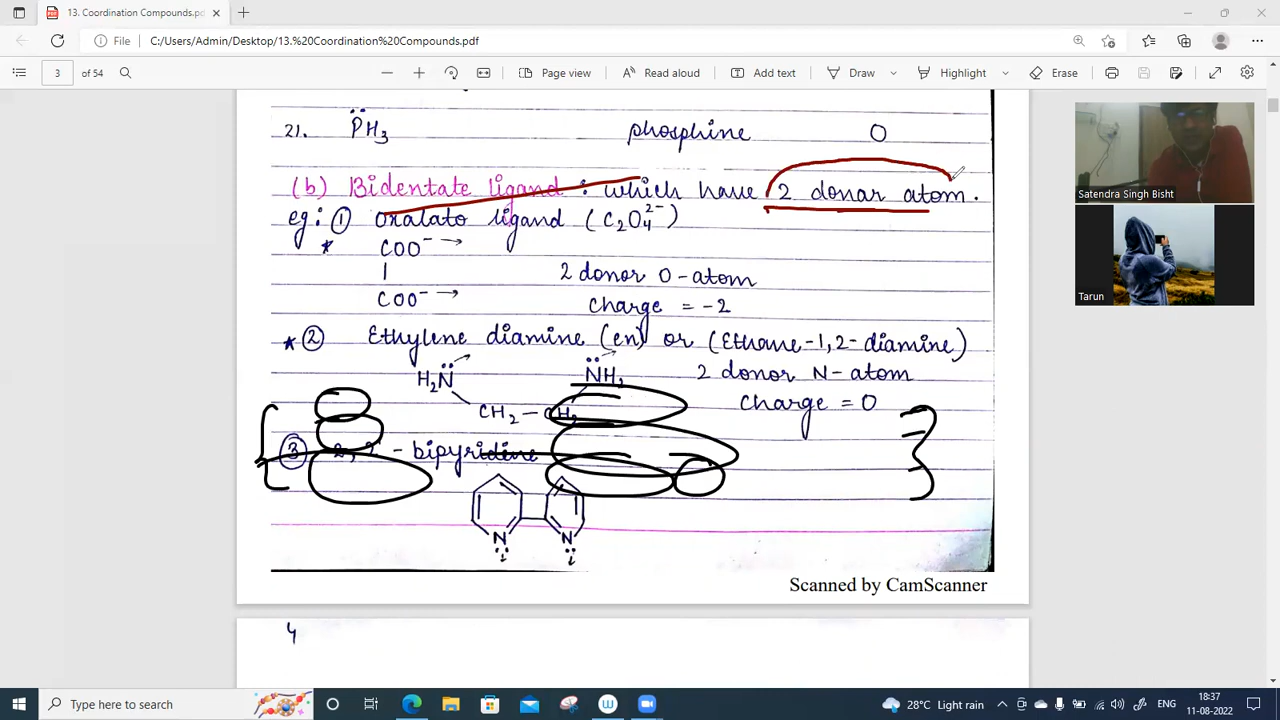 13. Coordination Compounds.pdf
File C:/Users/Admin/Desktop/13.%20Coordination%20Compounds.pdf
3 of 54 Page view Read aloud Add text Draw Highlight Erase
21. PH3 phosphine 0
(b) Bidentate ligand : which have 2 donar atom.
eg: ① oxalato ligand (C2O4²⁻)
* COO⁻ →
2 donor O-atom
COO⁻ → charge = -2
* ② Ethylene diamine (en) or (Ethane-1,2-diamine)
H2N NH2 2 donor N-atom
CH2 — CH2 charge = 0
③ 2, 2' - bipyridine
N N
Scanned by CamScanner
4
Satendra Singh Bisht
Tarun
Type here to search
28°C Light rain ENG 18:37
11-08-2022